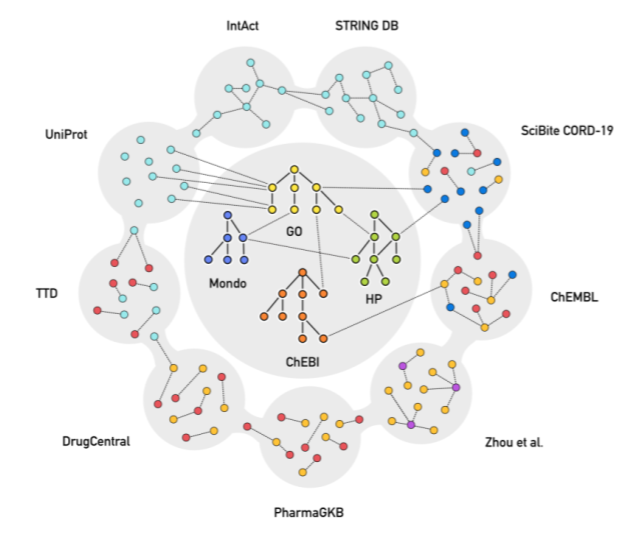 IntAct
STRING DB
UniProt
SciBite CORD-19
GO
Mondo
HP
TTD
ChEMBL
ChEBI
DrugCentral
Zhou et al.
PharmaGKB